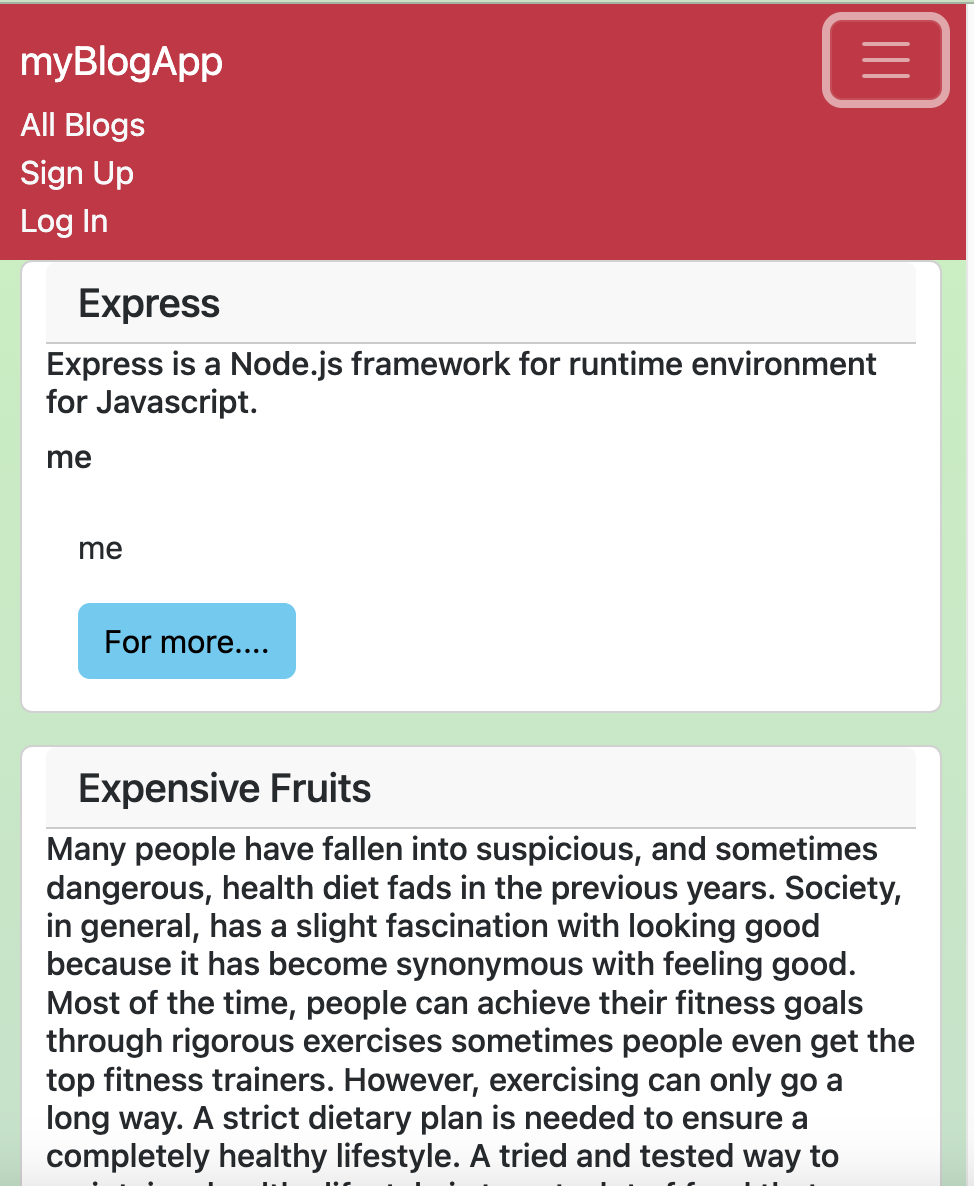 myBlogApp
All Blogs
Sign Up
Log In
Express
Express is a Node.js framework for runtime environment
for Javascript.
me
me
For more....
Expensive Fruits
Many people have fallen into suspicious, and sometimes
dangerous, health diet fads in the previous years. Society,
in general, has a slight fascination with looking good
because it has become synonymous with feeling good.
Most of the time, people can achieve their fitness goals
through rigorous exercises sometimes people even get the
top fitness trainers. However, exercising can only go a
long way. A strict dietary plan is needed to ensure a
completely healthy lifestyle. A tried and tested way to